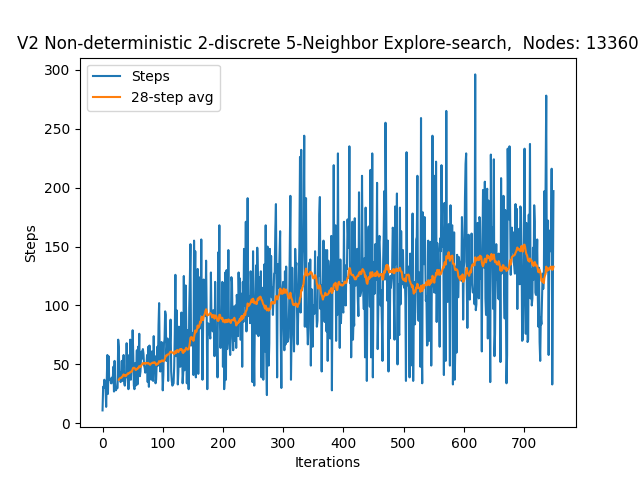 V2 Non-deterministic 2-discrete 5-Neighbor Explore-search,  Nodes: 13360
Steps
28-step avg
300
250
200
150
100
50
0
Steps
0 100 200 300 400 500 600 700
Iterations